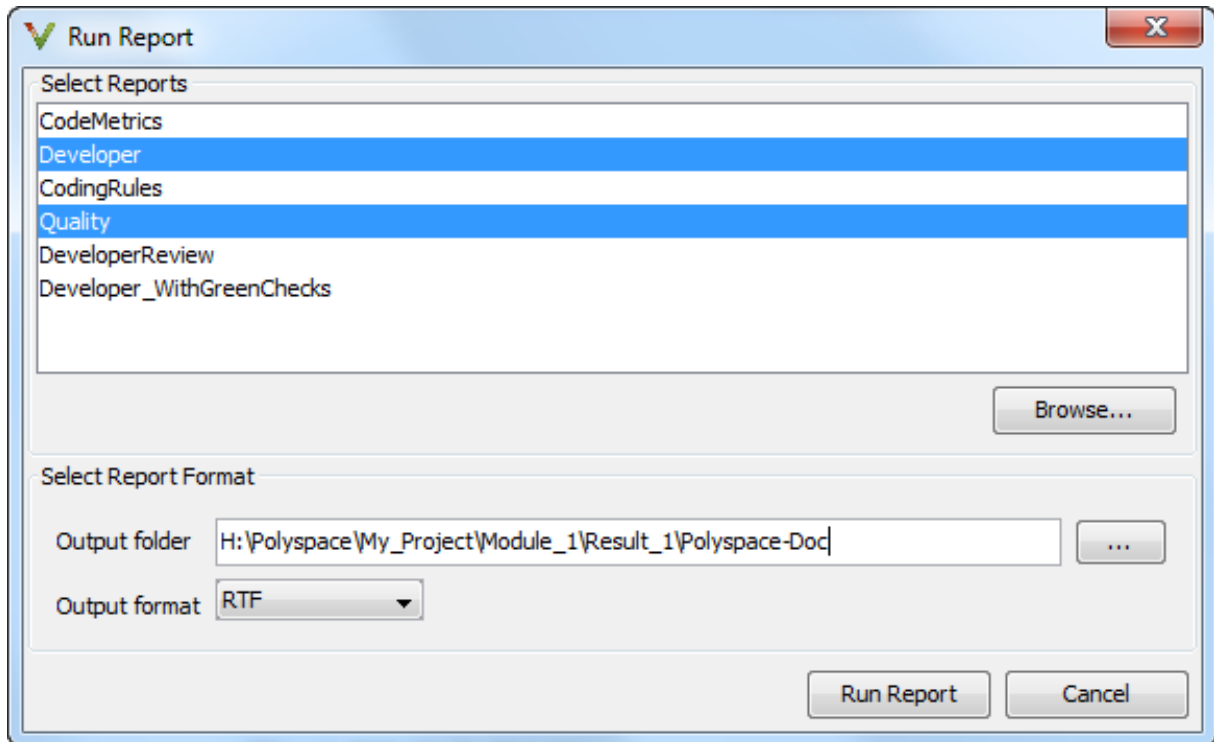 Run Report
Select Reports
CodeMetrics
Developer
CodingRules
Quality
DeveloperReview
Developer_WithGreenChecks
Browse...
Select Report Format
Output folder H:\Polyspace\My_Project\Module_1\Result_1\Polyspace-Doc ...
Output format RTF
Run Report Cancel